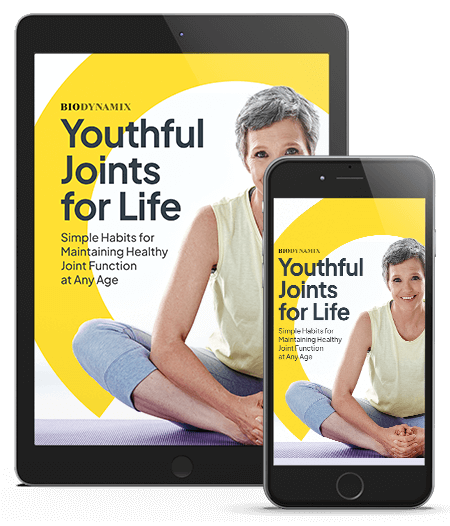 BIODYNAMIX
Youthful
Joints
for Life
Simple Habits for
Maintaining Healthy
Joint Function
at Any Age
BIODYNAMIX
Youthful
Joints
for Life
Simple Habits for
Maintaining Healthy
Joint Function
at Any Age